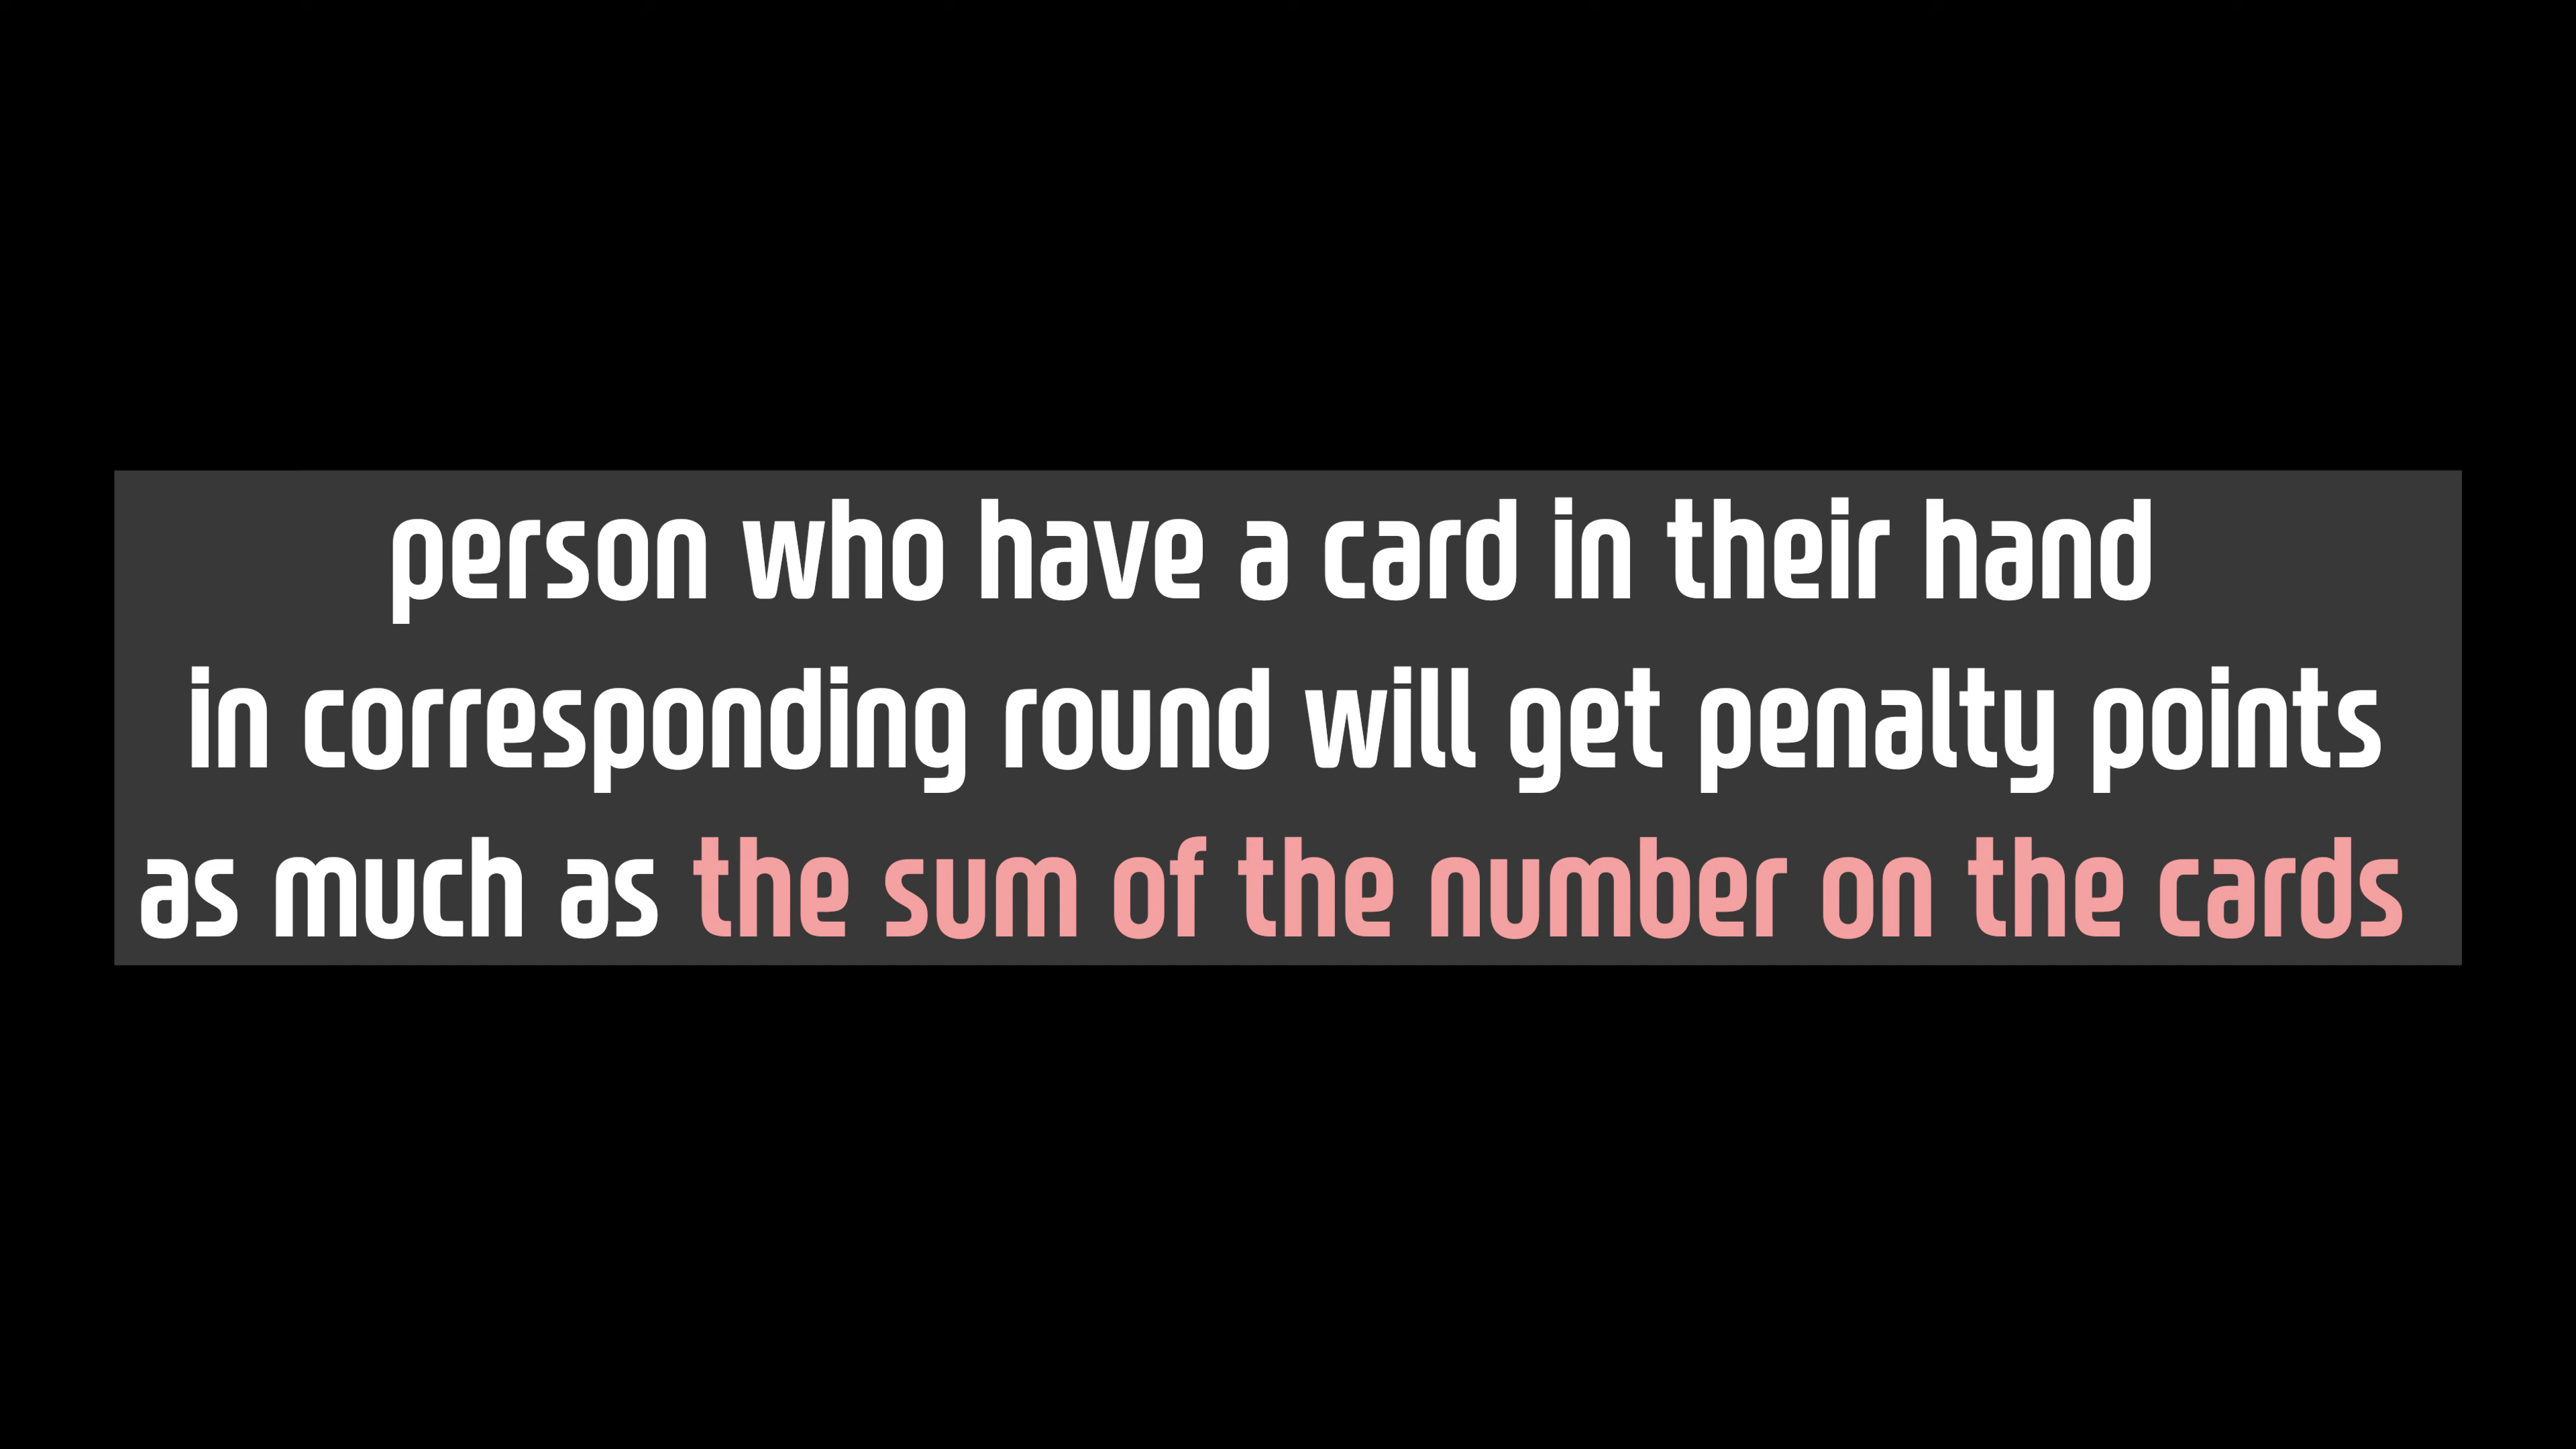 person who have a card in their hand
in corresponding round will get penalty points
as much as the sum of the number on the cards